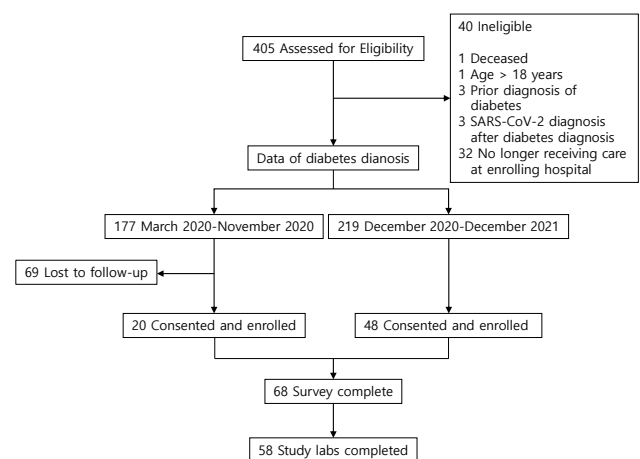 405 Assessed for Eligibility
40 Ineligible
1 Deceased
1 Age > 18 years
3 Prior diagnosis of
diabetes
3 SARS-CoV-2 diagnosis
after diabetes diagnosis
32 No longer receiving care
at enrolling hospital
Data of diabetes dianosis
177 March 2020-November 2020
219 December 2020-December 2021
69 Lost to follow-up
20 Consented and enrolled
48 Consented and enrolled
68 Survey complete
58 Study labs completed